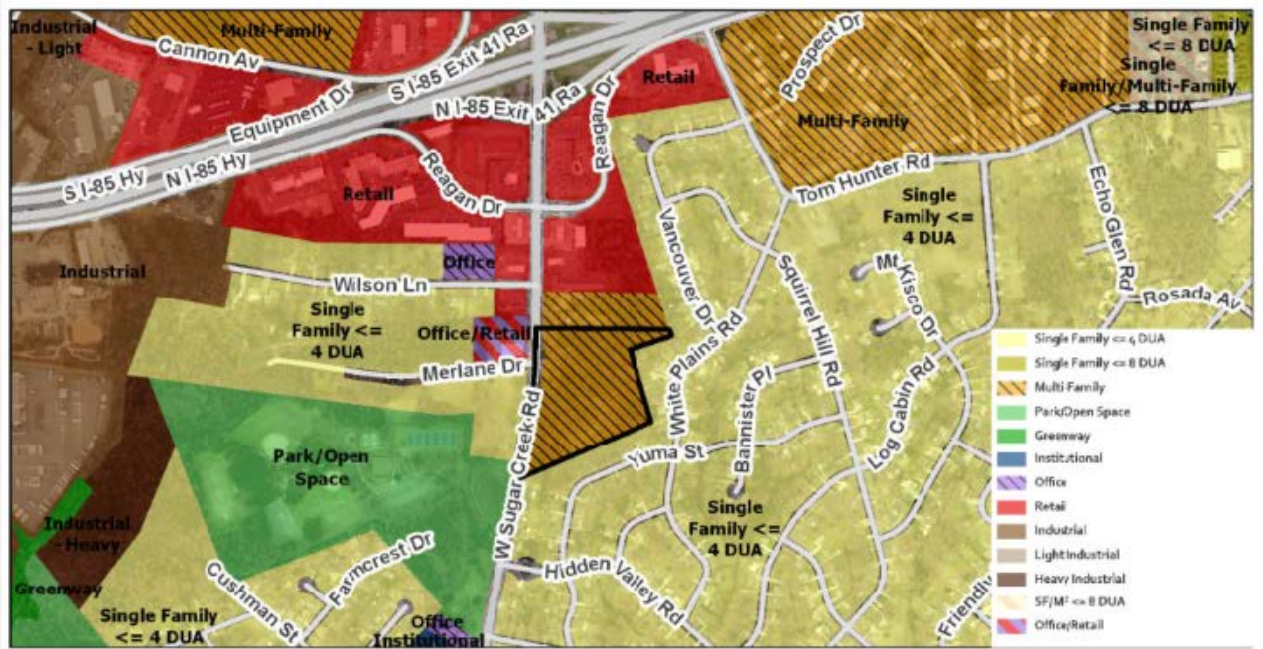 Industrial
- Light
Cannon Av
Multi-Family
S I-85 Exit 41 Ra
Equipment Dr
N I-85 Exit 41 Ra
Reagan Dr
Retail
Prospect Dr
Single Family
<= 8 DUA
Single
Family/Multi-Family
<= 8 DUA
Multi-Family
S I-85 Hy
N I-85 Hy
Retail
Reagan Dr
Tom Hunter Rd
Single
Family <=
4 DUA
Echo Glen Rd
Industrial
Office
Wilson Ln
Vancouver Dr
Squirrel Hill Rd
Mt Kisco Dr
Rosada Av
Single
Family <=
4 DUA
Office/Retail
Merlane Dr
White Plains Rd
Bannister Pl
Log Cabin Rd
W Sugar Creek Rd
Yuma St
Park/Open
Space
Single
Family <=
4 DUA
Industrial
- Heavy
Greenway
Cushman St
Farmcrest Dr
Hidden Valley Rd
Friendly
Single Family
<= 4 DUA
Office
Institutional
Single Family <= 4 DUA
Single Family <= 8 DUA
Multi-Family
Park/Open Space
Greenway
Institutional
Office
Retail
Industrial
Light Industrial
Heavy Industrial
SF/MF <= 8 DUA
Office/Retail